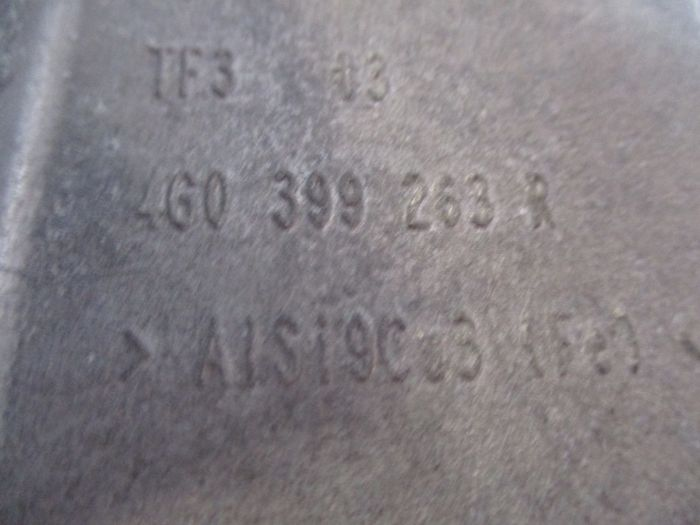 TF3 03
4G0 399 263 R
> AlSi9Cu3 (Fe) <